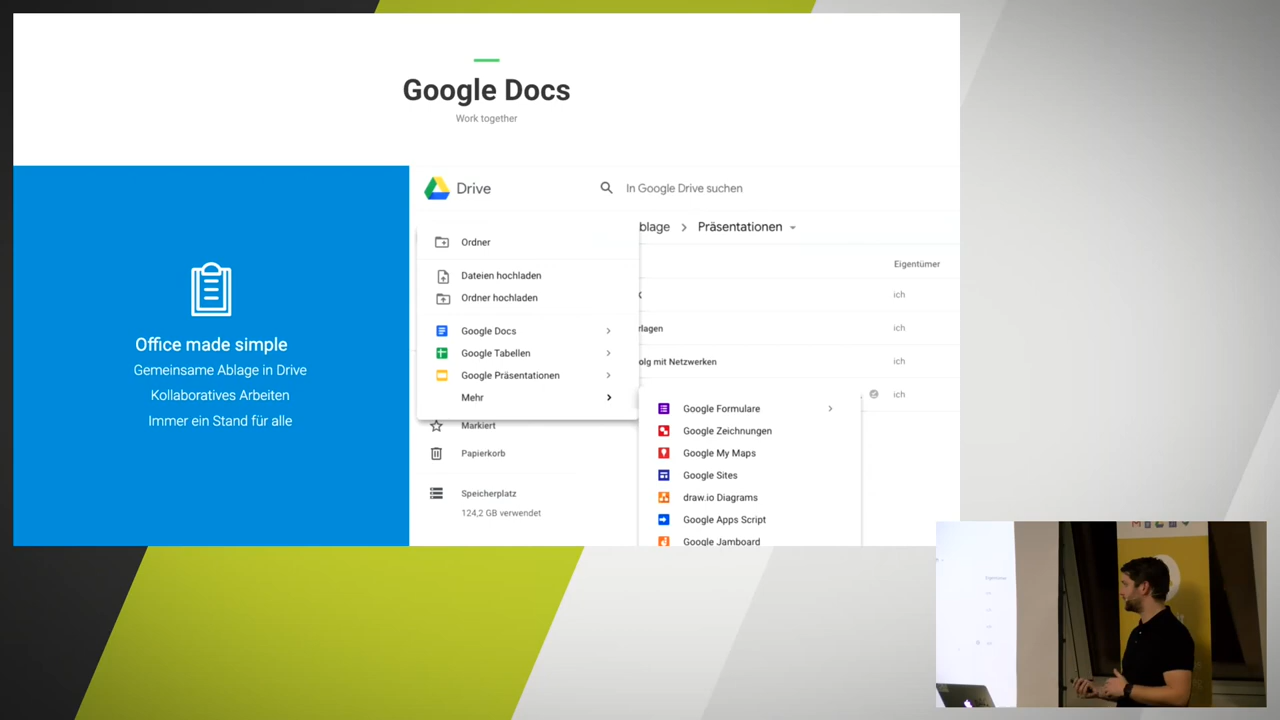 Google Docs
Work together
Office made simple
Gemeinsame Ablage in Drive
Kollaboratives Arbeiten
Immer ein Stand für alle
Drive
In Google Drive suchen
Ordner
Dateien hochladen
Ordner hochladen
Google Docs
Google Tabellen
Google Präsentationen
Mehr
Markiert
Papierkorb
Speicherplatz
124,2 GB verwendet
Präsentationen
Eigentümer
ich
ich
ich
mit Netzwerken
ich
Google Formulare
Google Zeichnungen
Google My Maps
Google Sites
draw.io Diagrams
Google Apps Script
Google Jamboard